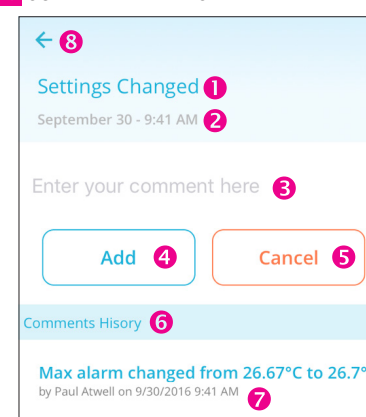 ← 8
Settings Changed 1
September 30 - 9:41 AM 2
Enter your comment here 3
Add 4 Cancel 5
Comments Hisory 6
Max alarm changed from 26.67°C to 26.7°
by Paul Atwell on 9/30/2016 9:41 AM 7